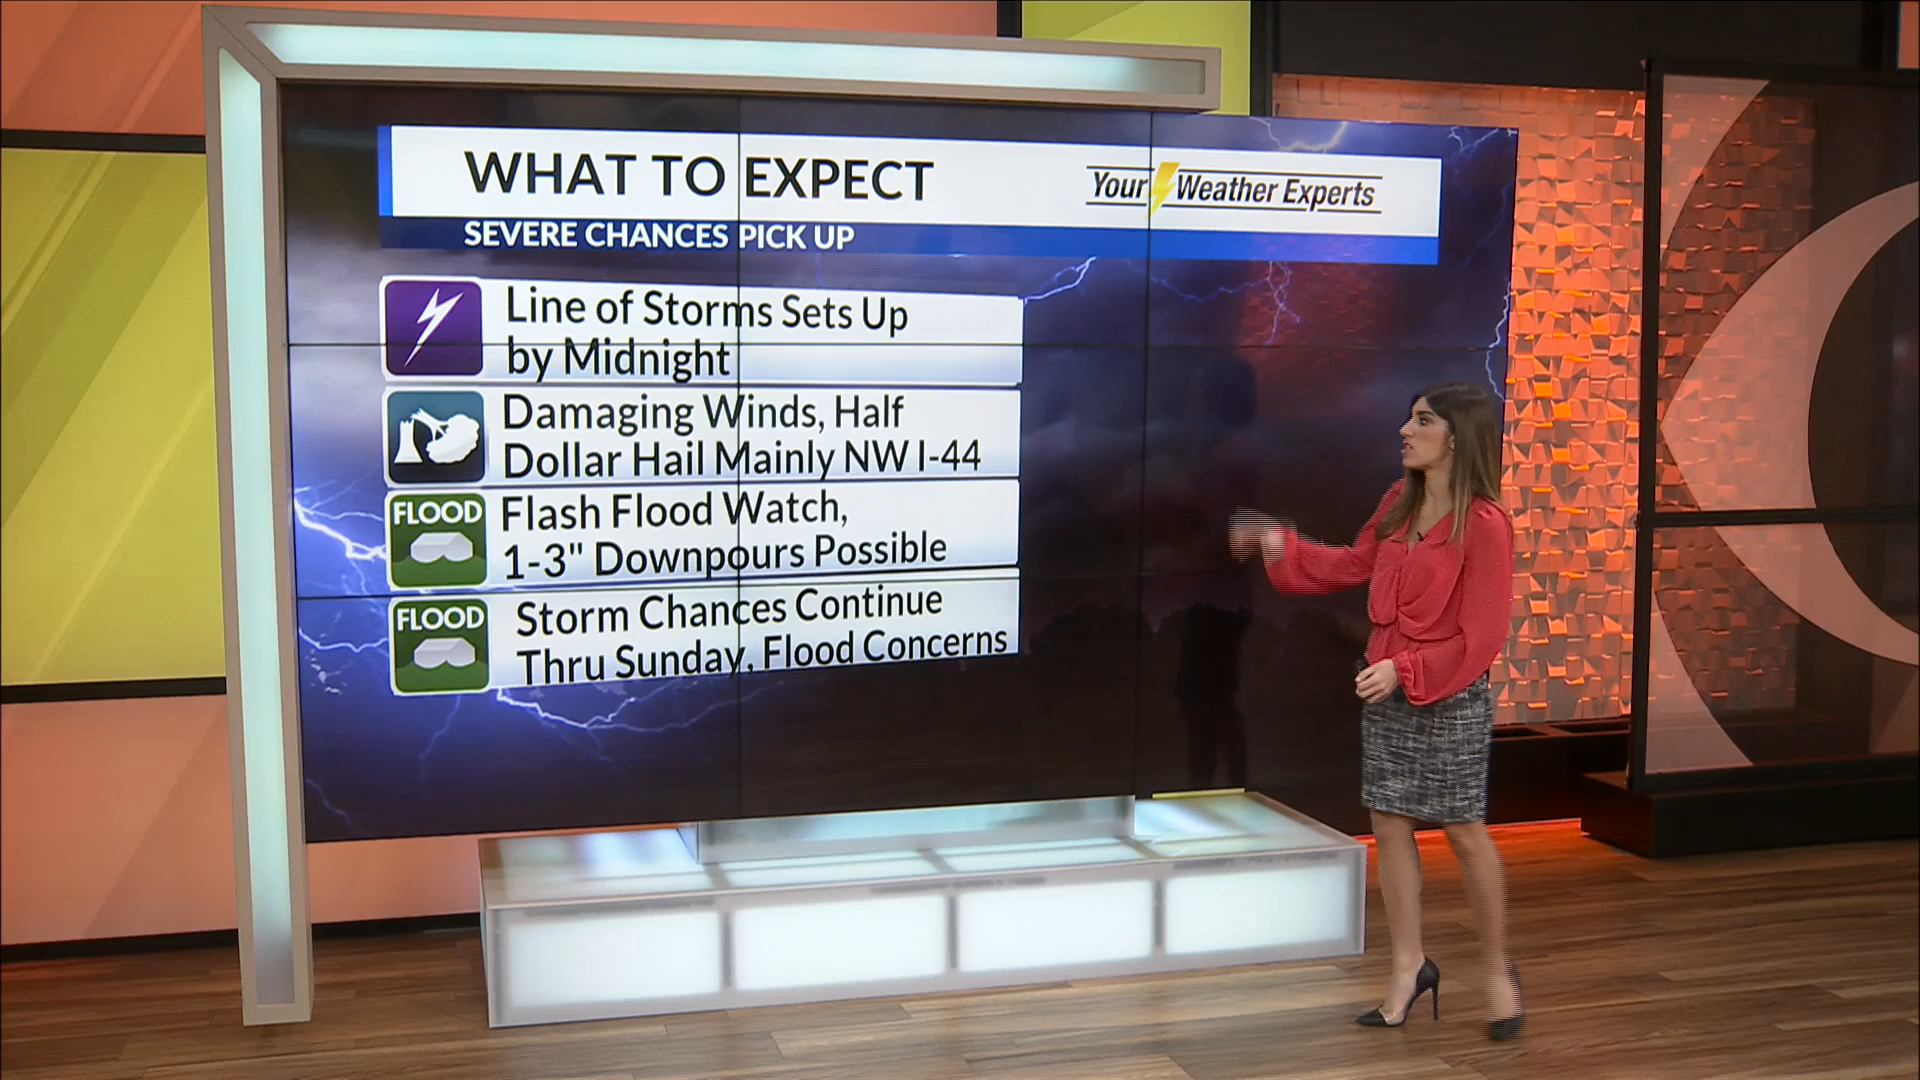 WHAT TO EXPECT
Your Weather Experts
SEVERE CHANCES PICK UP
Line of Storms Sets Up
by Midnight
Damaging Winds, Half
Dollar Hail Mainly NW I-44
FLOOD
Flash Flood Watch,
1-3" Downpours Possible
FLOOD
Storm Chances Continue
Thru Sunday, Flood Concerns